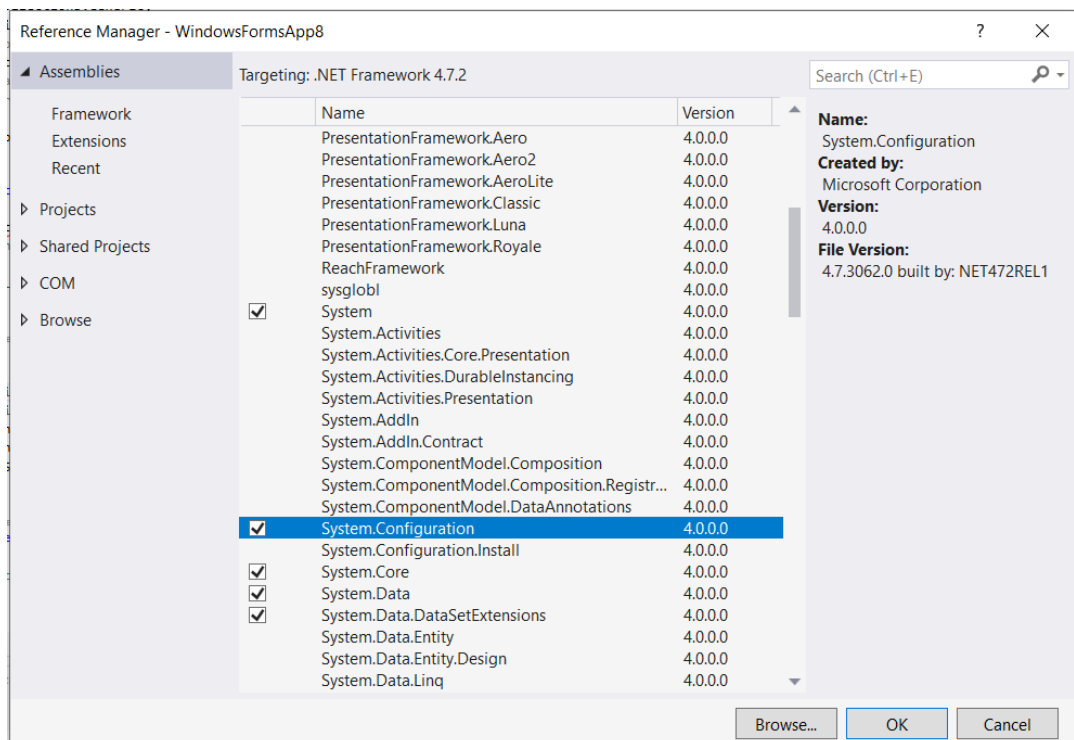 Reference Manager - WindowsFormsApp8
?
Assemblies
Framework
Extensions
Recent
Projects
Shared Projects
COM
Browse
Targeting: .NET Framework 4.7.2
Search (Ctrl+E)
Name Version
PresentationFramework.Aero 4.0.0.0
PresentationFramework.Aero2 4.0.0.0
PresentationFramework.AeroLite 4.0.0.0
PresentationFramework.Classic 4.0.0.0
PresentationFramework.Luna 4.0.0.0
PresentationFramework.Royale 4.0.0.0
ReachFramework 4.0.0.0
sysglobl 4.0.0.0
System 4.0.0.0
System.Activities 4.0.0.0
System.Activities.Core.Presentation 4.0.0.0
System.Activities.DurableInstancing 4.0.0.0
System.Activities.Presentation 4.0.0.0
System.AddIn 4.0.0.0
System.AddIn.Contract 4.0.0.0
System.ComponentModel.Composition 4.0.0.0
System.ComponentModel.Composition.Registr... 4.0.0.0
System.ComponentModel.DataAnnotations 4.0.0.0
System.Configuration 4.0.0.0
System.Configuration.Install 4.0.0.0
System.Core 4.0.0.0
System.Data 4.0.0.0
System.Data.DataSetExtensions 4.0.0.0
System.Data.Entity 4.0.0.0
System.Data.Entity.Design 4.0.0.0
System.Data.Linq 4.0.0.0
Name:
System.Configuration
Created by:
Microsoft Corporation
Version:
4.0.0.0
File Version:
4.7.3062.0 built by: NET472REL1
Browse...
OK
Cancel